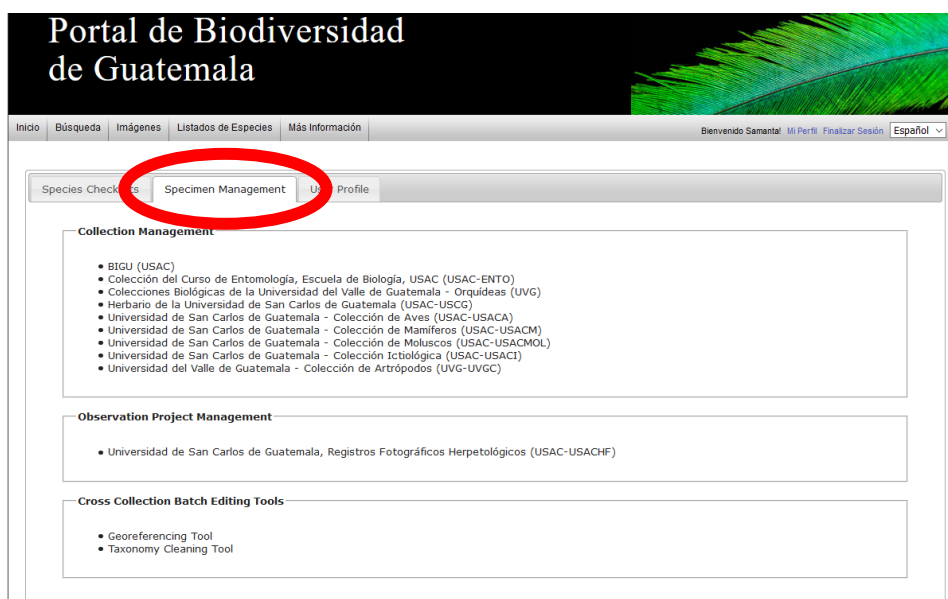 Portal de Biodiversidad
de Guatemala
Inicio Búsqueda Imágenes Listados de Especies Más Información Bienvenido Samanta! Mi Perfil Finalizar Sesión Español
Species Checklists Specimen Management User Profile
Collection Management
• BIGU (USAC)
• Colección del Curso de Entomología, Escuela de Biología, USAC (USAC-ENTO)
• Colecciones Biológicas de la Universidad del Valle de Guatemala - Orquídeas (UVG)
• Herbario de la Universidad de San Carlos de Guatemala (USAC-USCG)
• Universidad de San Carlos de Guatemala - Colección de Aves (USAC-USACA)
• Universidad de San Carlos de Guatemala - Colección de Mamíferos (USAC-USACM)
• Universidad de San Carlos de Guatemala - Colección de Moluscos (USAC-USACMOL)
• Universidad de San Carlos de Guatemala - Colección Ictiológica (USAC-USACI)
• Universidad del Valle de Guatemala - Colección de Artrópodos (UVG-UVGC)
Observation Project Management
• Universidad de San Carlos de Guatemala, Registros Fotográficos Herpetológicos (USAC-USACHF)
Cross Collection Batch Editing Tools
• Georeferencing Tool
• Taxonomy Cleaning Tool